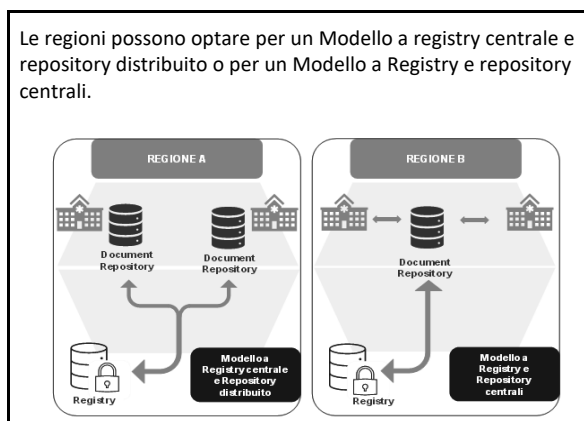 Le regioni possono optare per un Modello a registry centrale e
repository distribuito o per un Modello a Registry e repository
centrali.
REGIONE A
Document
Repository
Document
Repository
Registry
Modello a
Registry centrale
e Repository
distribuito
REGIONE B
Document
Repository
Registry
Modello a
Registry e
Repository
centrali